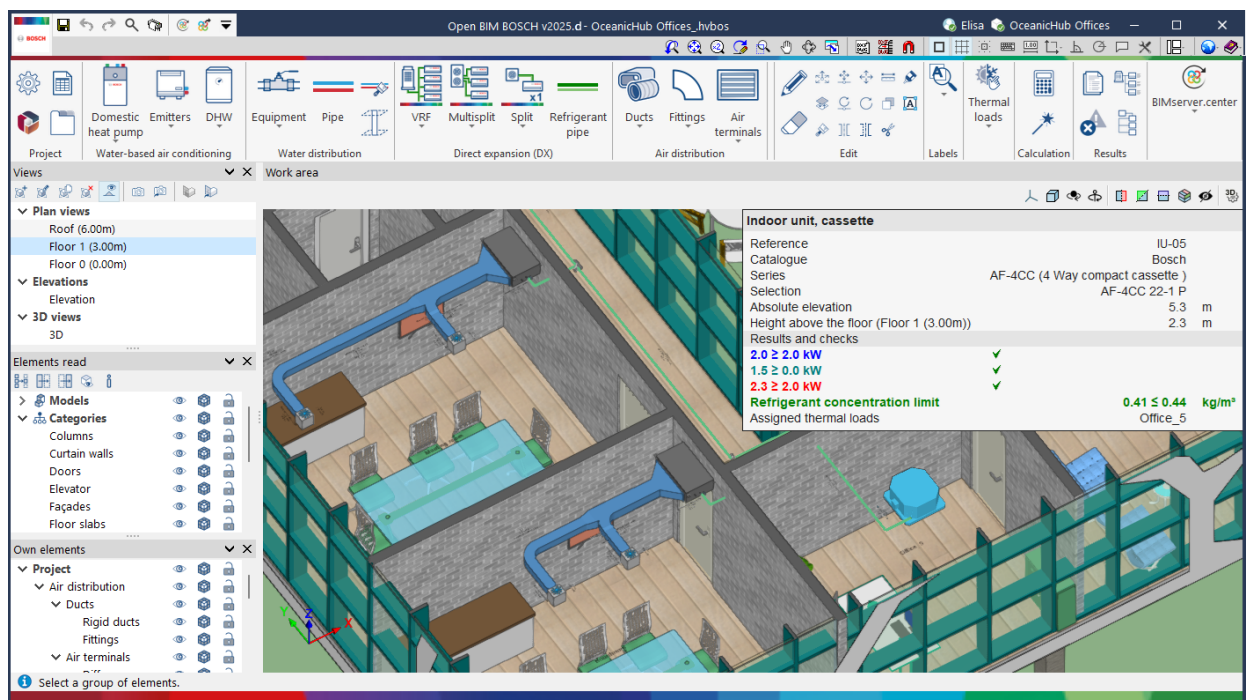 BOSCH
Open BIM BOSCH v2025.d - OceanicHub Offices_hvbos
Elisa
OceanicHub Offices
Domestic heat pump
Emitters
DHW
Equipment
Pipe
VRF
Multisplit
x1
Split
Refrigerant pipe
Ducts
Fittings
Air terminals
Thermal loads
BIMserver.center
Project
Water-based air conditioning
Water distribution
Direct expansion (DX)
Air distribution
Edit
Labels
Calculation
Results
Views
Work area
Plan views
Roof (6.00m)
Floor 1 (3.00m)
Floor 0 (0.00m)
Elevations
Elevation
3D views
3D
Elements read
Models
Categories
Columns
Curtain walls
Doors
Elevator
Façades
Floor slabs
Own elements
Project
Air distribution
Ducts
Rigid ducts
Fittings
Air terminals
Indoor unit, cassette
Reference IU-05
Catalogue Bosch
Series AF-4CC (4 Way compact cassette )
Selection AF-4CC 22-1 P
Absolute elevation 5.3 m
Height above the floor (Floor 1 (3.00m)) 2.3 m
Results and checks
2.0 ≥ 2.0 kW ✓
1.5 ≥ 0.0 kW ✓
2.3 ≥ 2.0 kW ✓
Refrigerant concentration limit 0.41 ≤ 0.44 kg/m³
Assigned thermal loads Office_5
Y
Z
X
Select a group of elements.